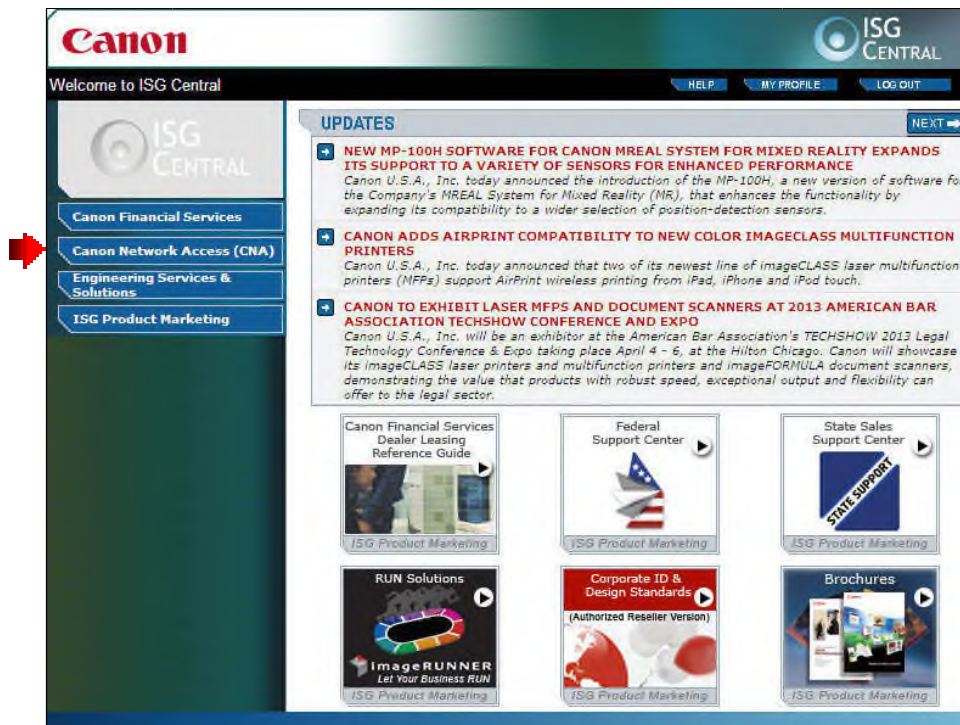 Canon
ISG
CENTRAL
Welcome to ISG Central
HELP
MY PROFILE
LOG OUT
ISG
CENTRAL
Canon Financial Services
Canon Network Access (CNA)
Engineering Services &
Solutions
ISG Product Marketing
UPDATES
NEXT
NEW MP-100H SOFTWARE FOR CANON MREAL SYSTEM FOR MIXED REALITY EXPANDS
ITS SUPPORT TO A VARIETY OF SENSORS FOR ENHANCED PERFORMANCE
Canon U.S.A., Inc. today announced the introduction of the MP-100H, a new version of software fo
the Company's MREAL System for Mixed Reality (MR), that enhances the functionality by
expanding its compatibility to a wider selection of position-detection sensors.
CANON ADDS AIRPRINT COMPATIBILITY TO NEW COLOR IMAGECLASS MULTIFUNCTION
PRINTERS
Canon U.S.A., Inc. today announced that two of its newest line of imageCLASS laser multifunction
printers (MFPs) support AirPrint wireless printing from iPad, iPhone and iPod touch.
CANON TO EXHIBIT LASER MFPS AND DOCUMENT SCANNERS AT 2013 AMERICAN BAR
ASSOCIATION TECHSHOW CONFERENCE AND EXPO
Canon U.S.A., Inc. will be an exhibitor at the American Bar Association's TECHSHOW 2013 Legal
Technology Conference & Expo taking place April 4 - 6, at the Hilton Chicago. Canon will showcase
its imageCLASS laser printers and multifunction printers and imageFORMULA document scanners,
demonstrating the value that products with robust speed, exceptional output and flexibility can
offer to the legal sector.
Canon Financial Services
Dealer Leasing
Reference Guide
ISG Product Marketing
Federal
Support Center
ISG Product Marketing
State Sales
Support Center
STATE SUPPORT
ISG Product Marketing
RUN Solutions
imageRUNNER
Let Your Business RUN
ISG Product Marketing
Corporate ID &
Design Standards
(Authorized Reseller Version)
ISG Product Marketing
Brochures
ISG Product Marketing